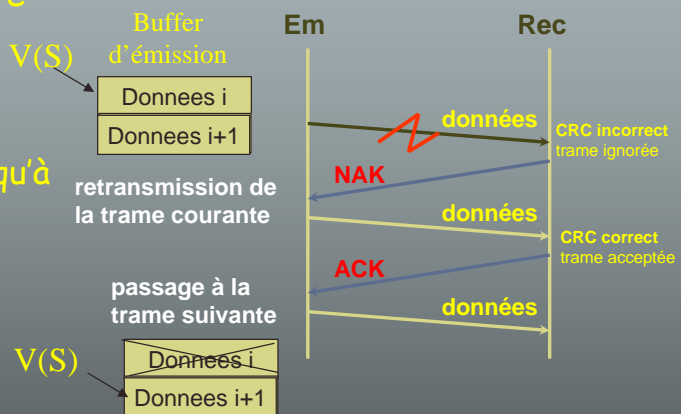 Buffer
d'émission
V(S)
Donnees i
Donnees i+1
qu'à
retransmission de
la trame courante
passage à la
trame suivante
V(S)
Donnees i
Donnees i+1
Em
Rec
données
CRC incorrect
trame ignorée
NAK
données
CRC correct
trame acceptée
ACK
données